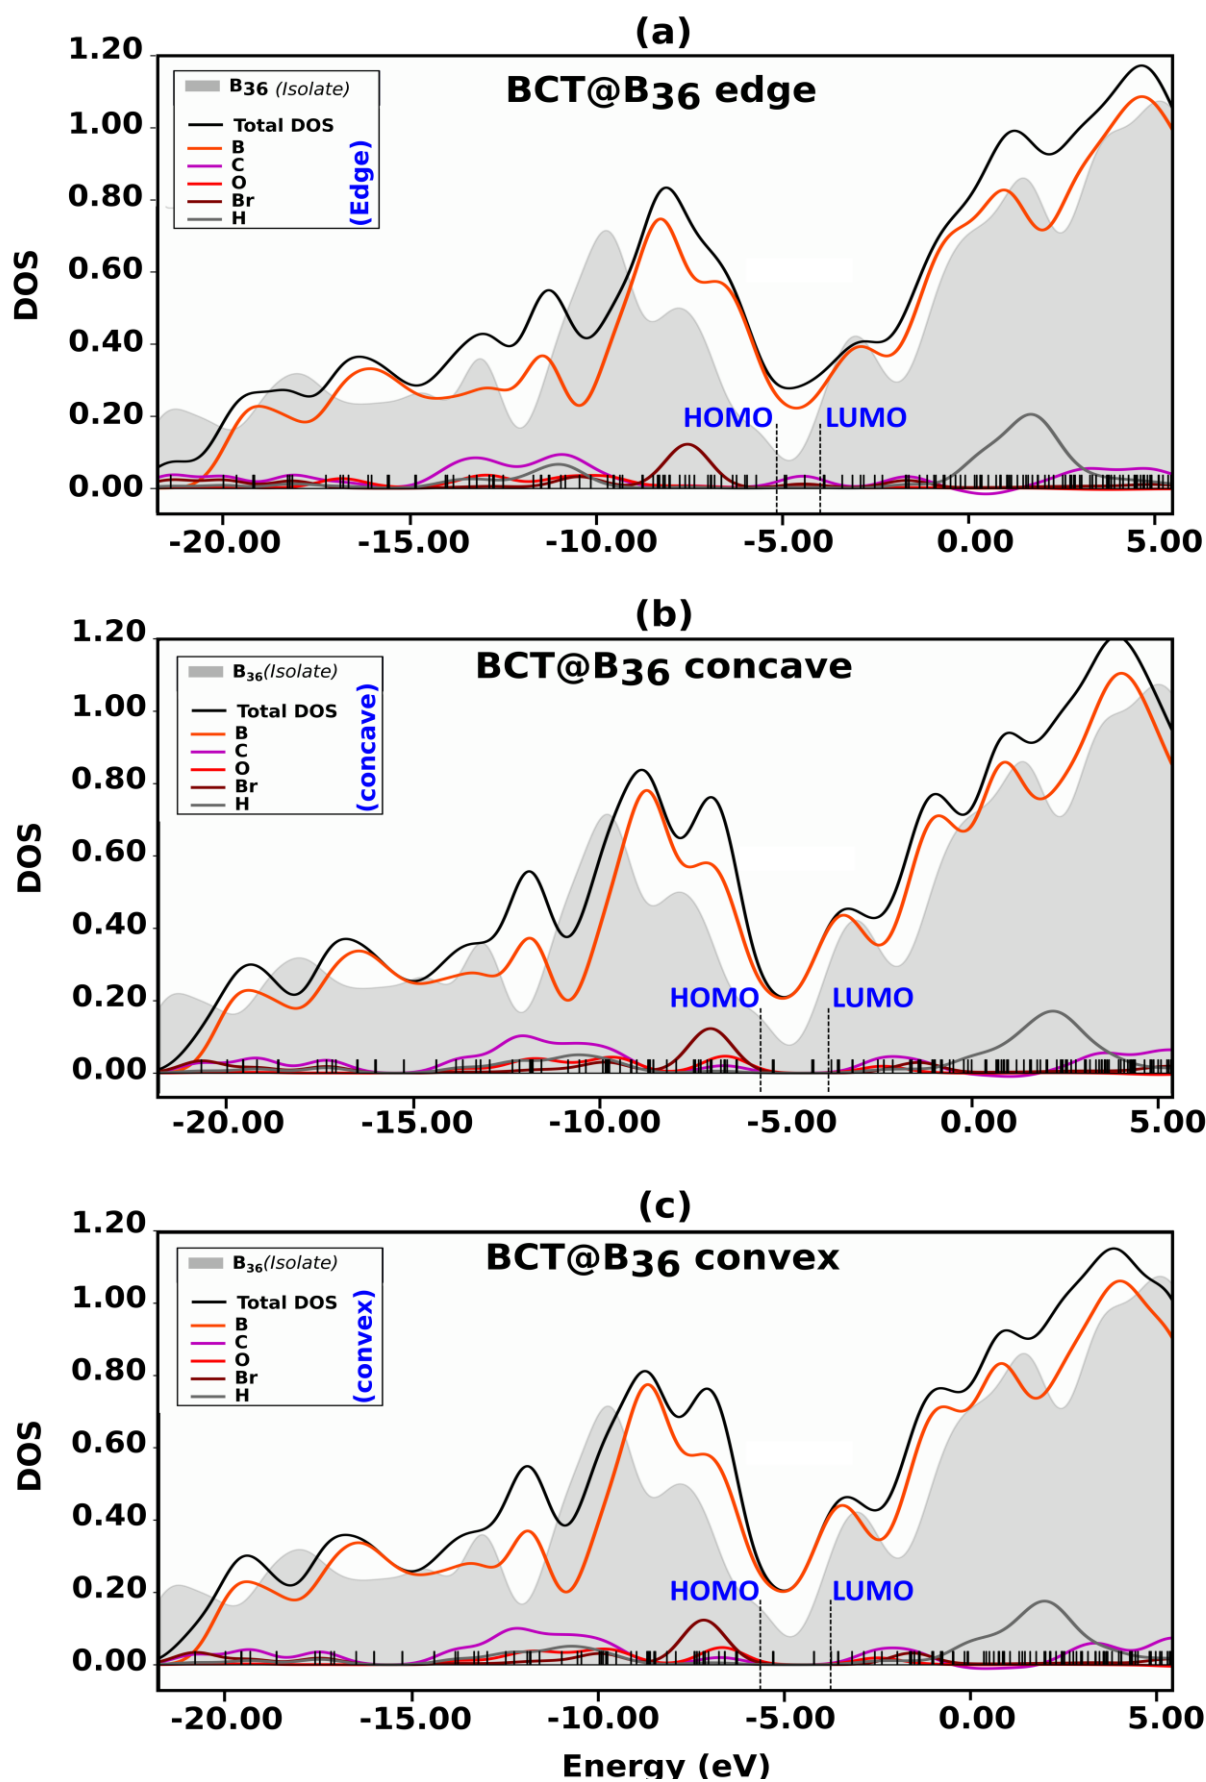 (a)
BCT@B36 edge
B36 (Isolate)
Total DOS
B
C
O
Br
H
(Edge)
1.20
1.00
0.80
0.60
0.40
0.20
0.00
DOS
HOMO
LUMO
-20.00 -15.00 -10.00 -5.00 0.00 5.00
(b)
BCT@B36 concave
B36(Isolate)
Total DOS
B
C
O
Br
H
(concave)
1.20
1.00
0.80
0.60
0.40
0.20
0.00
DOS
HOMO
LUMO
-20.00 -15.00 -10.00 -5.00 0.00 5.00
(c)
BCT@B36 convex
B36(Isolate)
Total DOS
B
C
O
Br
H
(convex)
1.20
1.00
0.80
0.60
0.40
0.20
0.00
DOS
HOMO
LUMO
-20.00 -15.00 -10.00 -5.00 0.00 5.00
Energy (eV)